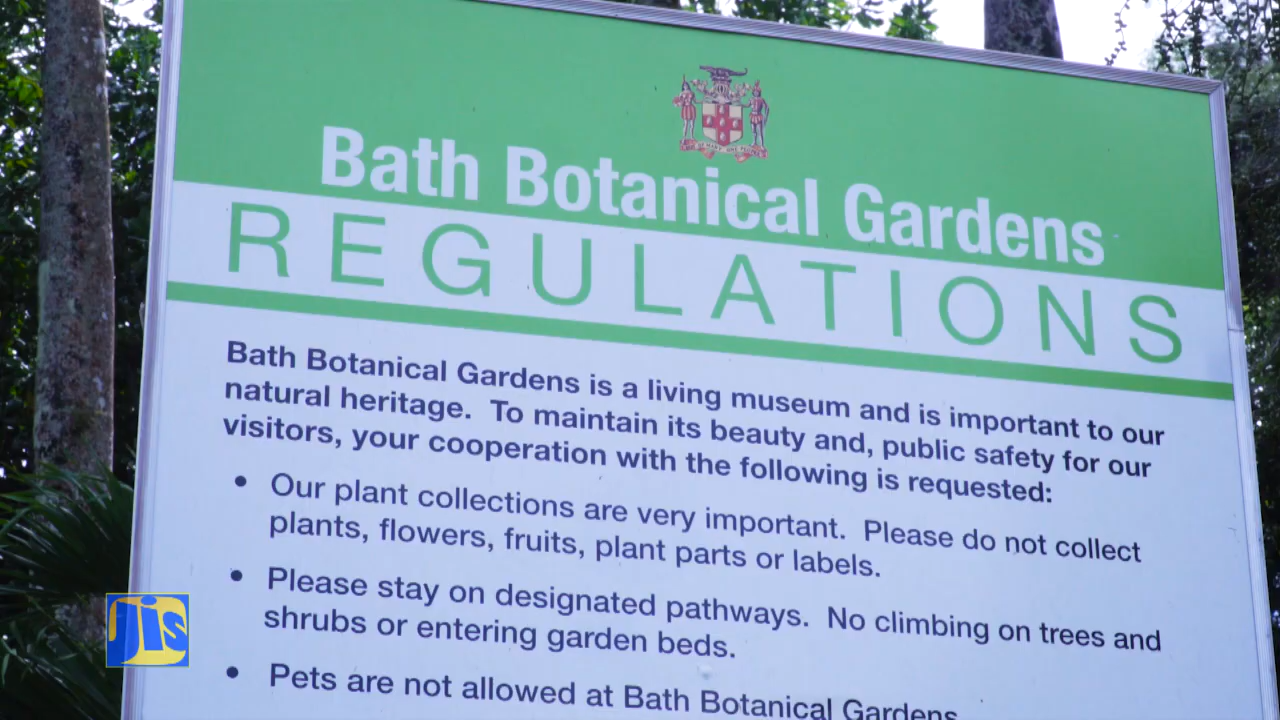 Bath Botanical Gardens
REGULATIONS
Bath Botanical Gardens is a living museum and is important to our
natural heritage. To maintain its beauty and, public safety for our
visitors, your cooperation with the following is requested:
• Our plant collections are very important. Please do not collect
plants, flowers, fruits, plant parts or labels.
• Please stay on designated pathways. No climbing on trees and
shrubs or entering garden beds.
• Pets are not allowed at Bath Botanical Gardens
jis